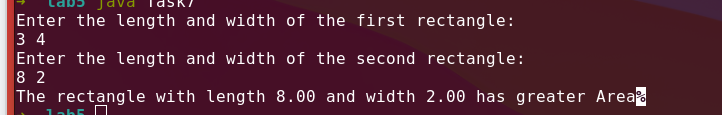 → lab5 java Task7
Enter the length and width of the first rectangle:
3 4
Enter the length and width of the second rectangle:
8 2
The rectangle with length 8.00 and width 2.00 has greater Area%
→ lab5